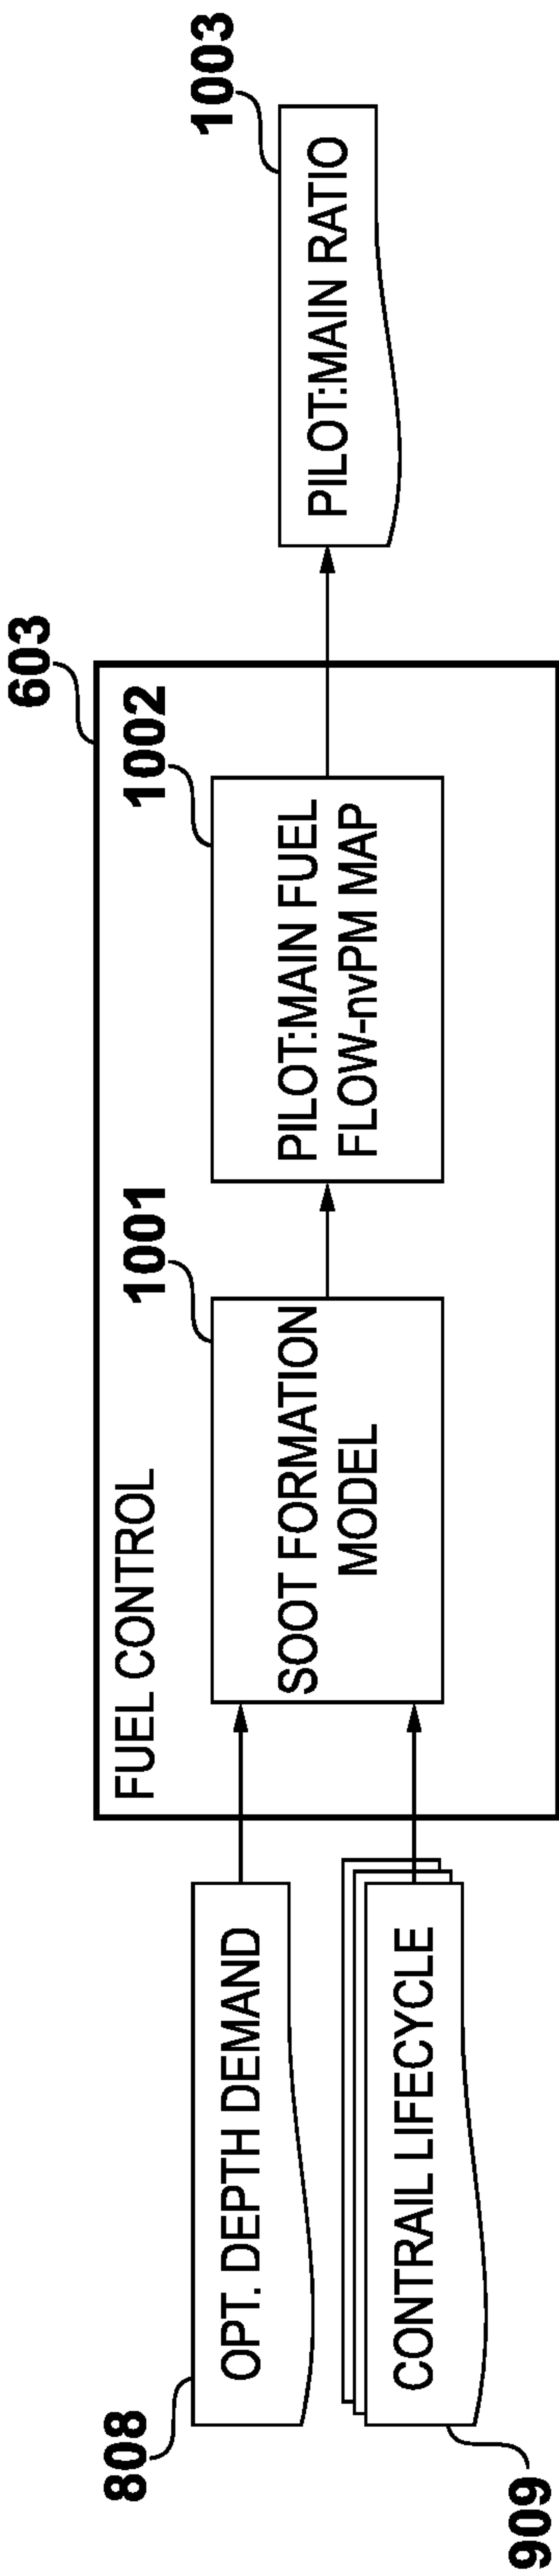 603
FUEL CONTROL
808
OPT. DEPTH DEMAND
CONTRAIL LIFECYCLE
909
1001
SOOT FORMATION
MODEL
1002
PILOT:MAIN FUEL
FLOW-nvPM MAP
1003
PILOT:MAIN RATIO